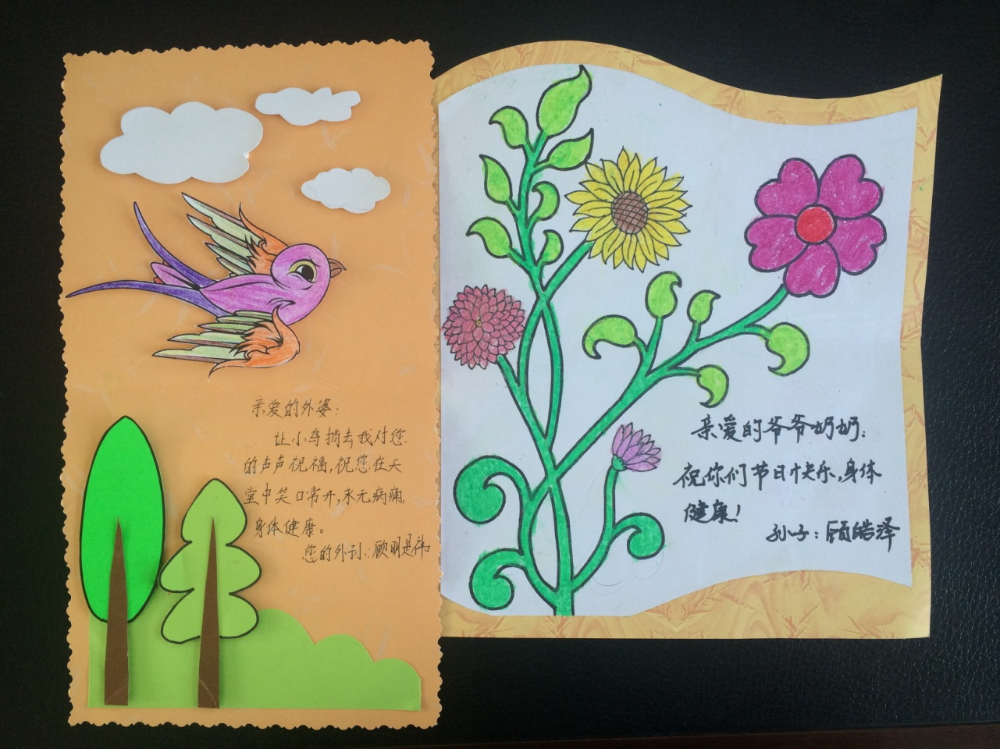 亲爱的外婆：
让小鸟捎去我对您
的声声祝福，祝您在天
堂中笑口常开，永无病痛，
身体健康。
您的外孙：顾明是祎
亲爱的爷爷奶奶：
祝你们节日快乐，身体
健康！
孙子：顾皓泽